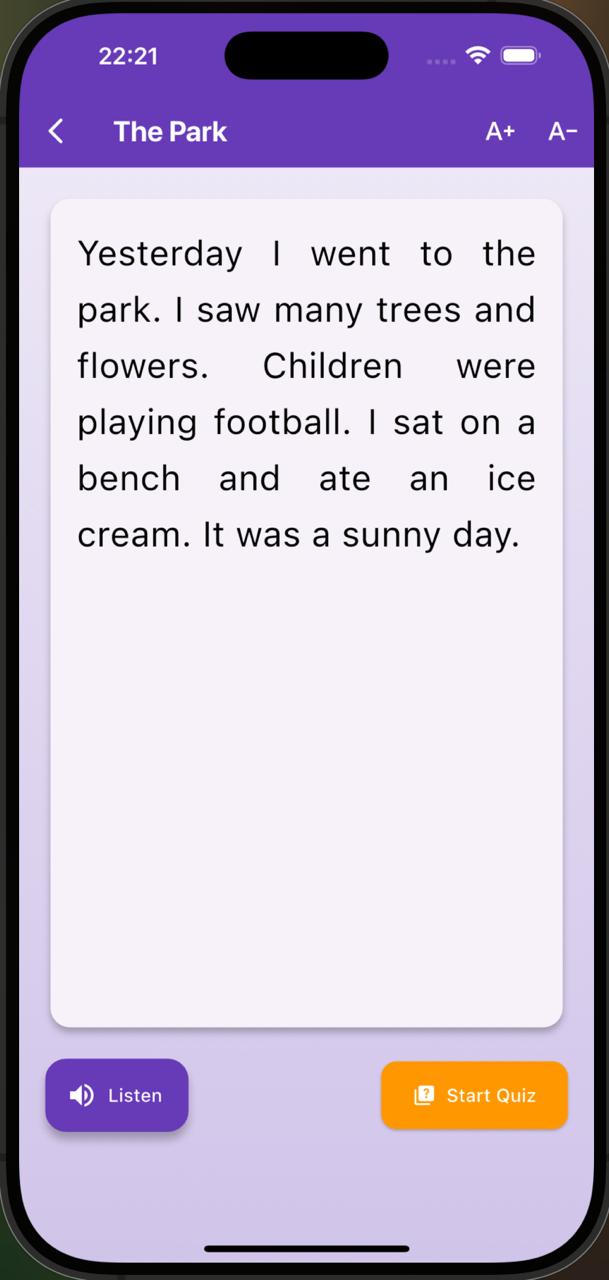 22:21
The Park
A+ A-
Yesterday I went to the
park. I saw many trees and
flowers. Children were
playing football. I sat on a
bench and ate an ice
cream. It was a sunny day.
Listen
Start Quiz